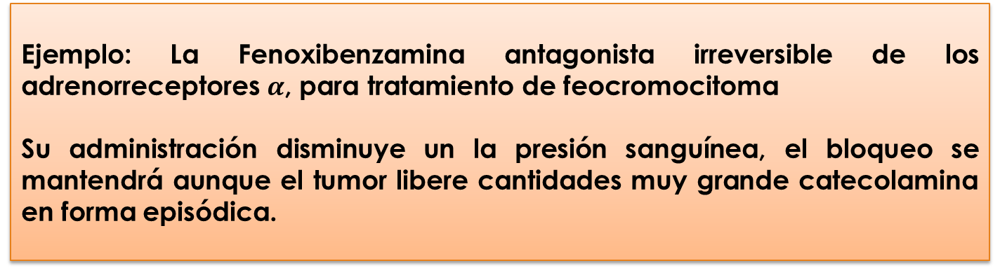 Ejemplo: La Fenoxibenzamina antagonista irreversible de los
adrenorreceptores α, para tratamiento de feocromocitoma
Su administración disminuye un la presión sanguínea, el bloqueo se
mantendrá aunque el tumor libere cantidades muy grande catecolamina
en forma episódica.